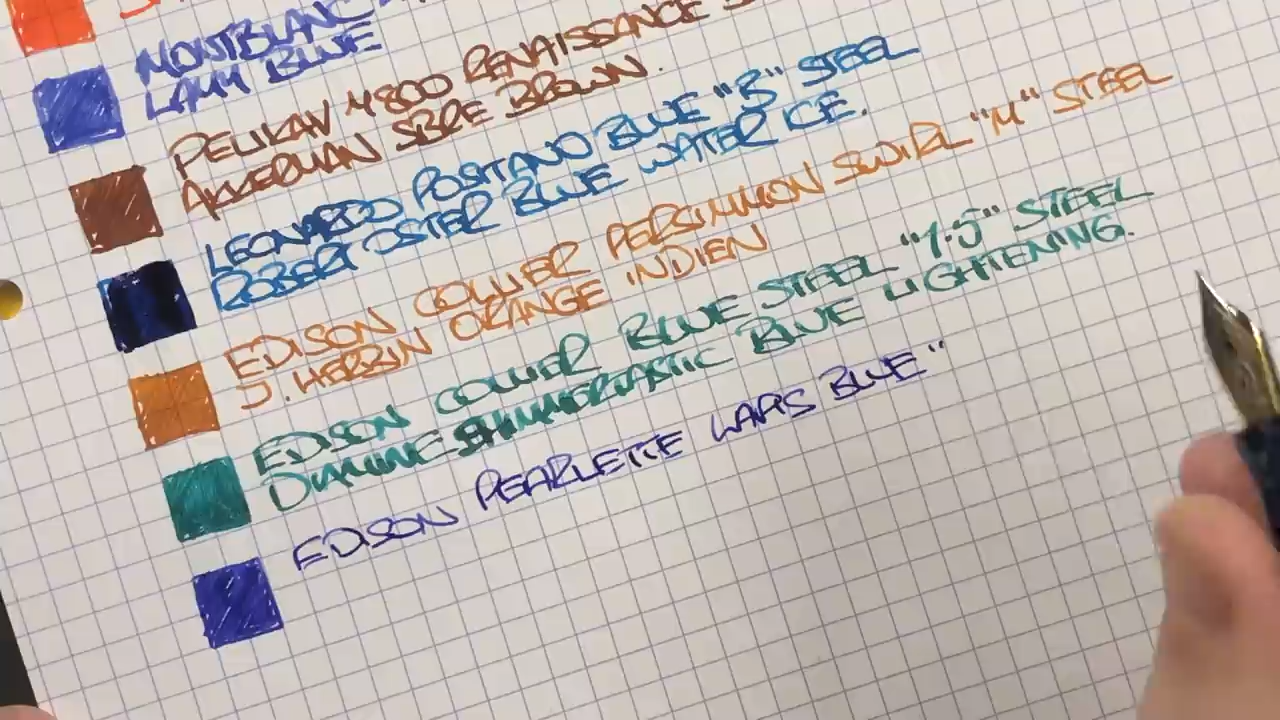 MONTBLANC
LAMY BLUE
PELIKAN M800 RENAISSANCE
AKKERMAN SBRE BROWN.
LEONARDO POSITANO BLUE "B" STEEL
ROBERT OSTER BLUE WATER ICE.
EDISON COLLIER PERSIMMON SWIRL "M" STEEL
J. HERBIN ORANGE INDIEN
EDISON COLLIER BLUE STEEL "1.5" STEEL
DIAMINE SHIMMERTASTIC BLUE LIGHTENING.
EDISON PEARLETTE LAPIS BLUE "